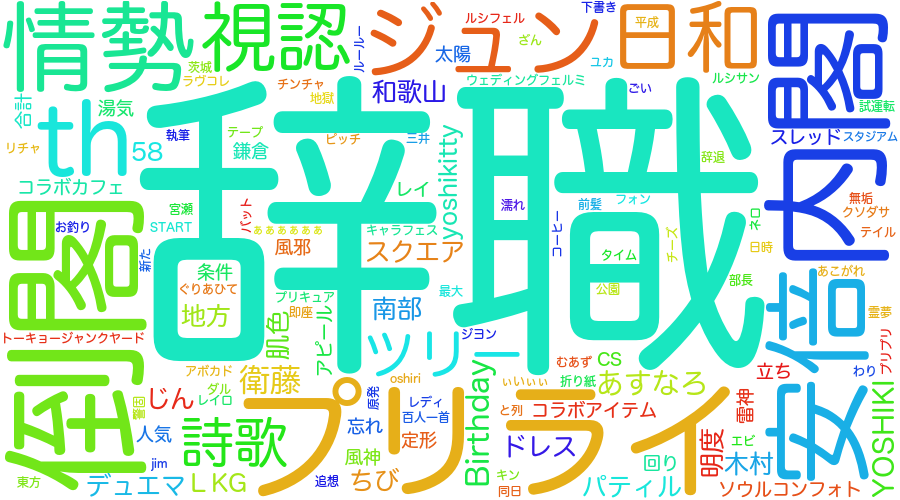 情勢
視認
ジュン
日和
内閣
下書き
ルシフェル
ざん
平成
ユカ
ルシサン
ルールー
太陽
茨城
ラヴコレ
チンチャ
ウェディングフェルミ
地獄
和歌山
ごい
合計
湯気
執筆
th
58
リチャ
テープ
鎌倉
ピッチ
三井
yoshikitty
辞職
辞退
試運転
スレッド
スタジアム
コラボカフェ
レイ
宮瀬
START
バット
濡れ
前髪
フォン
無垢
クソダサ
テイル
ネロ
お釣り
ぁぁぁぁぁぁ
キャラフェス
風邪
スクエア
コーヒー
タイム
チーズ
日時
新た
条件
ぐりあひて
プリキュア
即座
最大
公園
部長
あこがれ
倒閣
地方
南部
安倍
霊夢
トーキョージャンクヤード
肌色
アピール
ツリー
ジヨン
プリプリ
むあず
CS
わり
アボカド
衛藤
oshiri
ぃぃぃぃ
折り紙
あすなろ
立ち
じん
ダル
レイロ
プリライ
原発
レディ
百人一首
Birthday
と列
コラボアイテム
雷神
YOSHIKI
人気
詩歌
忘れ
定形
ドレス
明度
エビ
jim
風神
回り
木村
東方
デュエマ
LKG
追想
ちび
キン
同日
パティル
ソウルコンフォト